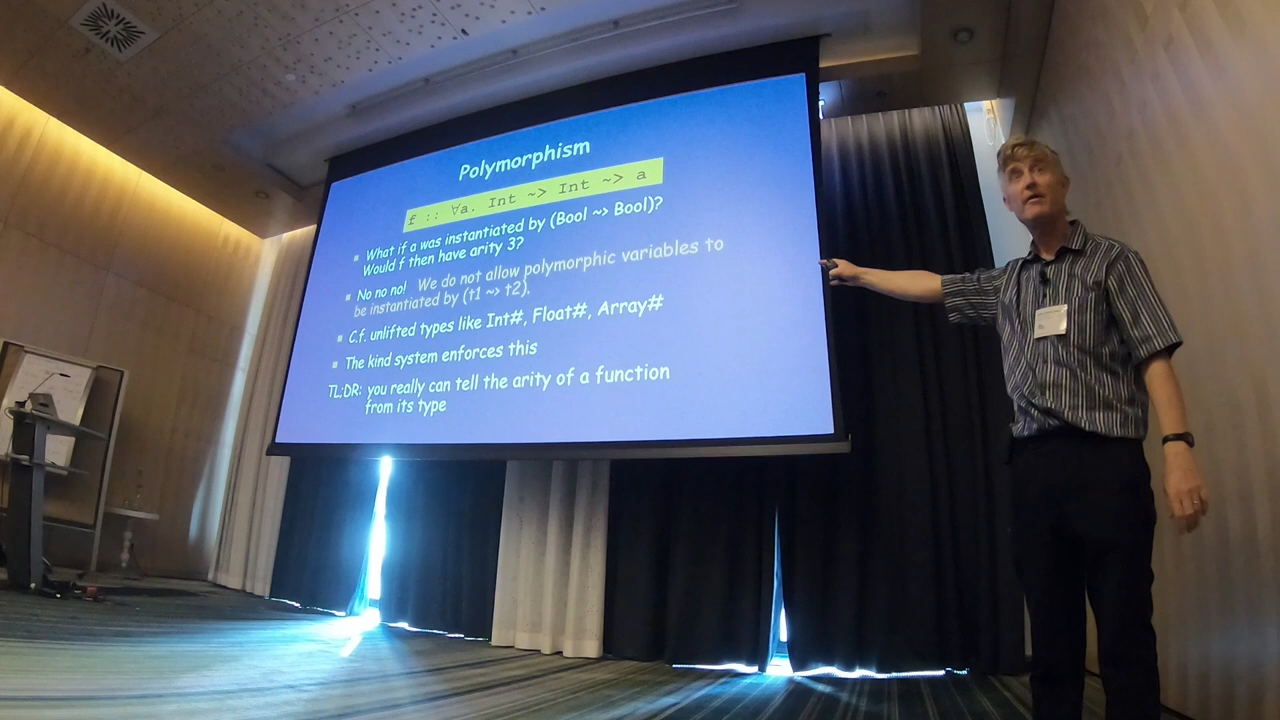 Polymorphism
f :: ∀a. Int ~> Int ~> a
What if a was instantiated by (Bool ~> Bool)?
Would f then have arity 3?
No no no! We do not allow polymorphic variables to
be instantiated by (t1 ~> t2).
C.f. unlifted types like Int#, Float#, Array#
The kind system enforces this
TL;DR: you really can tell the arity of a function
from its type